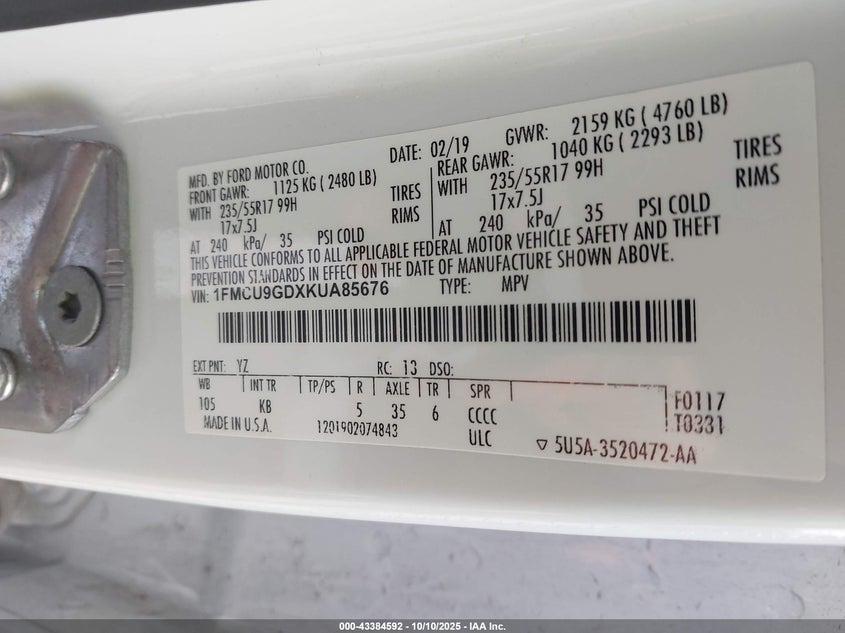 MFD. BY FORD MOTOR CO. DATE: 02/19 GVWR: 2159 KG ( 4760 LB)
FRONT GAWR: 1125 KG ( 2480 LB) REAR GAWR: 1040 KG ( 2293 LB)
WITH 235/55R17 99H TIRES WITH 235/55R17 99H TIRES
17x7.5J RIMS 17x7.5J RIMS
AT 240 kPa/ 35 PSI COLD AT 240 kPa/ 35 PSI COLD
THIS VEHICLE CONFORMS TO ALL APPLICABLE FEDERAL MOTOR VEHICLE SAFETY AND THEFT
PREVENTION STANDARDS IN EFFECT ON THE DATE OF MANUFACTURE SHOWN ABOVE.
VIN: 1FMCU9GDXKUA85676 TYPE: MPV
EXT PNT: YZ RC: 13 DSO:
WB INT TR TP/PS R AXLE TR SPR
105 KB 5 35 6 CCCC F0117
MADE IN U.S.A. 1201902074843 ULC T0331
5U5A-3520472-AA
000-43384592 - 10/10/2025 - IAA Inc.